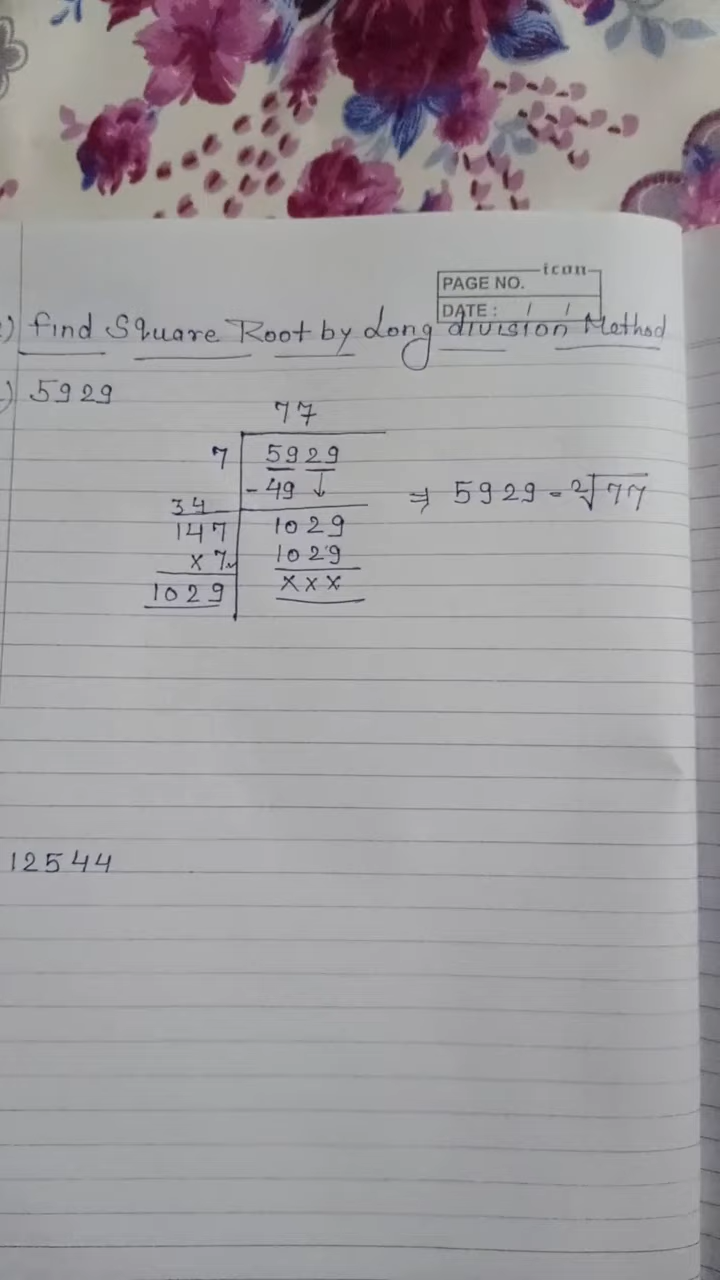 icon
PAGE NO.
DATE : / /
) find Square Root by Long division Method
) 5929
77
7 5929
-49 ↓
34
147 1029
x 7 1029
1029 x x x
⇒ 5929 = ²√77
12544